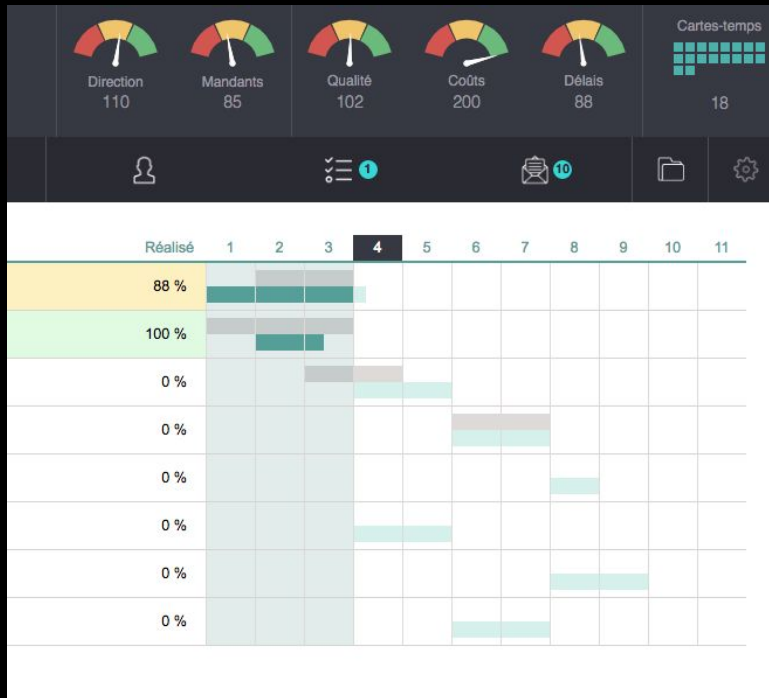 Direction
110
Mandants
85
Qualité
102
Coûts
200
Délais
88
Cartes-temps
18
1
10
Réalisé 1 2 3 4 5 6 7 8 9 10 11
88 %
100 %
0 %
0 %
0 %
0 %
0 %
0 %